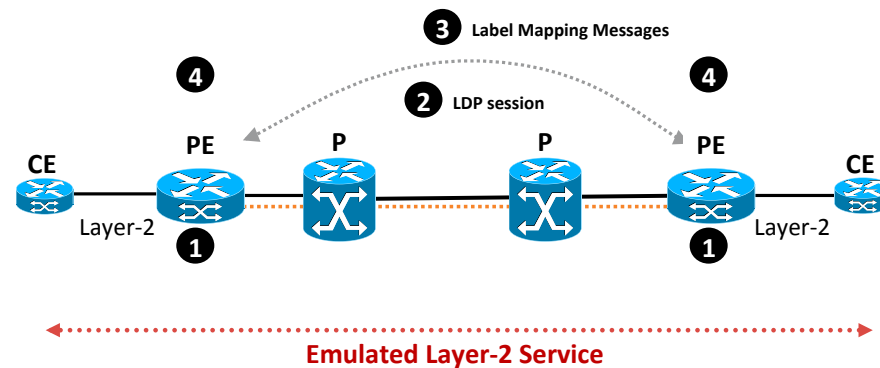 3 Label Mapping Messages
4 4
2 LDP session
PE P P PE
CE CE
Layer-2 Layer-2
1 1
Emulated Layer-2 Service